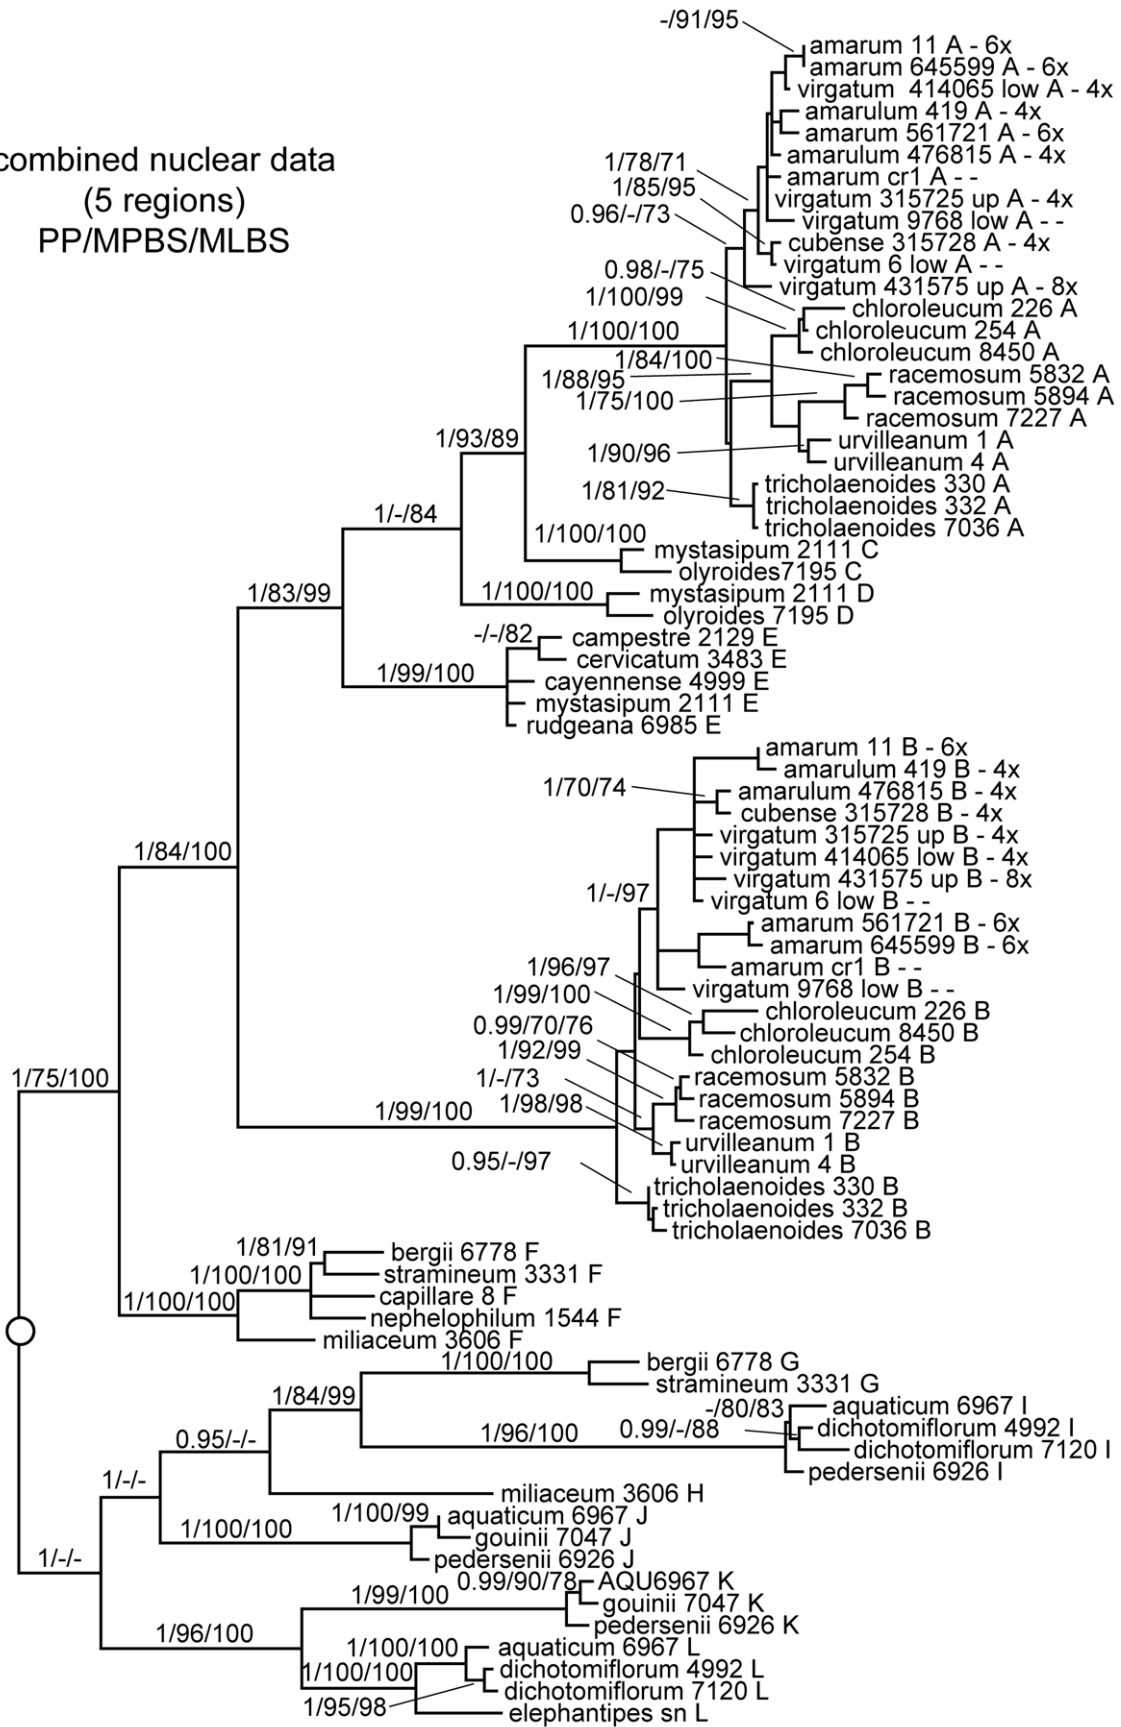 -/91/95
amarum 11 A - 6x
amarum 645599 A - 6x
virgatum 414065 low A - 4x
amarulum 419 A - 4x
amarum 561721 A - 6x
combined nuclear data
(5 regions)
PP/MPBS/MLBS
amarulum 476815 A - 4x
1/78/71
amarum cr1 A - -
1/85/95
virgatum 315725 up A - 4x
0.96/-/73
virgatum 9768 low A - -
cubense 315728 A - 4x
virgatum 6 low A - -
0.98/-/75
virgatum 431575 up A - 8x
1/100/99
chloroleucum 226 A
1/100/100
chloroleucum 254 A
chloroleucum 8450 A
1/84/100
racemosum 5832 A
1/88/95
racemosum 5894 A
1/75/100
racemosum 7227 A
1/93/89
urvilleanum 1 A
1/90/96
urvilleanum 4 A
1/81/92
tricholaenoides 330 A
tricholaenoides 332 A
1/-/84
tricholaenoides 7036 A
1/100/100
mystasipum 2111 C
olyroides7195 C
1/83/99
1/100/100
mystasipum 2111 D
olyroides 7195 D
-/-/82
campestre 2129 E
cervicatum 3483 E
1/99/100
cayennense 4999 E
mystasipum 2111 E
rudgeana 6985 E
amarum 11 B - 6x
amarulum 419 B - 4x
1/70/74
amarulum 476815 B - 4x
cubense 315728 B - 4x
virgatum 315725 up B - 4x
1/84/100
virgatum 414065 low B - 4x
virgatum 431575 up B - 8x
1/-/97
virgatum 6 low B - -
amarum 561721 B - 6x
amarum 645599 B - 6x
1/96/97
amarum cr1 B - -
1/99/100
virgatum 9768 low B - -
chloroleucum 226 B
0.99/70/76
chloroleucum 8450 B
1/92/99
chloroleucum 254 B
1/75/100
1/-/73
racemosum 5832 B
1/99/100
1/98/98
racemosum 5894 B
racemosum 7227 B
urvilleanum 1 B
0.95/-/97
urvilleanum 4 B
tricholaenoides 330 B
tricholaenoides 332 B
tricholaenoides 7036 B
1/81/91
bergii 6778 F
1/100/100
stramineum 3331 F
1/100/100
capillare 8 F
nephelophilum 1544 F
miliaceum 3606 F
1/100/100
bergii 6778 G
stramineum 3331 G
1/84/99
-/80/83
aquaticum 6967 I
0.99/-/88
dichotomiflorum 4992 I
0.95/-/-
1/96/100
dichotomiflorum 7120 I
pedersenii 6926 I
1/-/-
miliaceum 3606 H
1/100/99
aquaticum 6967 J
1/100/100
gouinii 7047 J
1/-/-
pedersenii 6926 J
0.99/90/78
AQU6967 K
1/99/100
gouinii 7047 K
pedersenii 6926 K
1/96/100
1/100/100
aquaticum 6967 L
1/100/100
dichotomiflorum 4992 L
dichotomiflorum 7120 L
1/95/98
elephantipes sn L